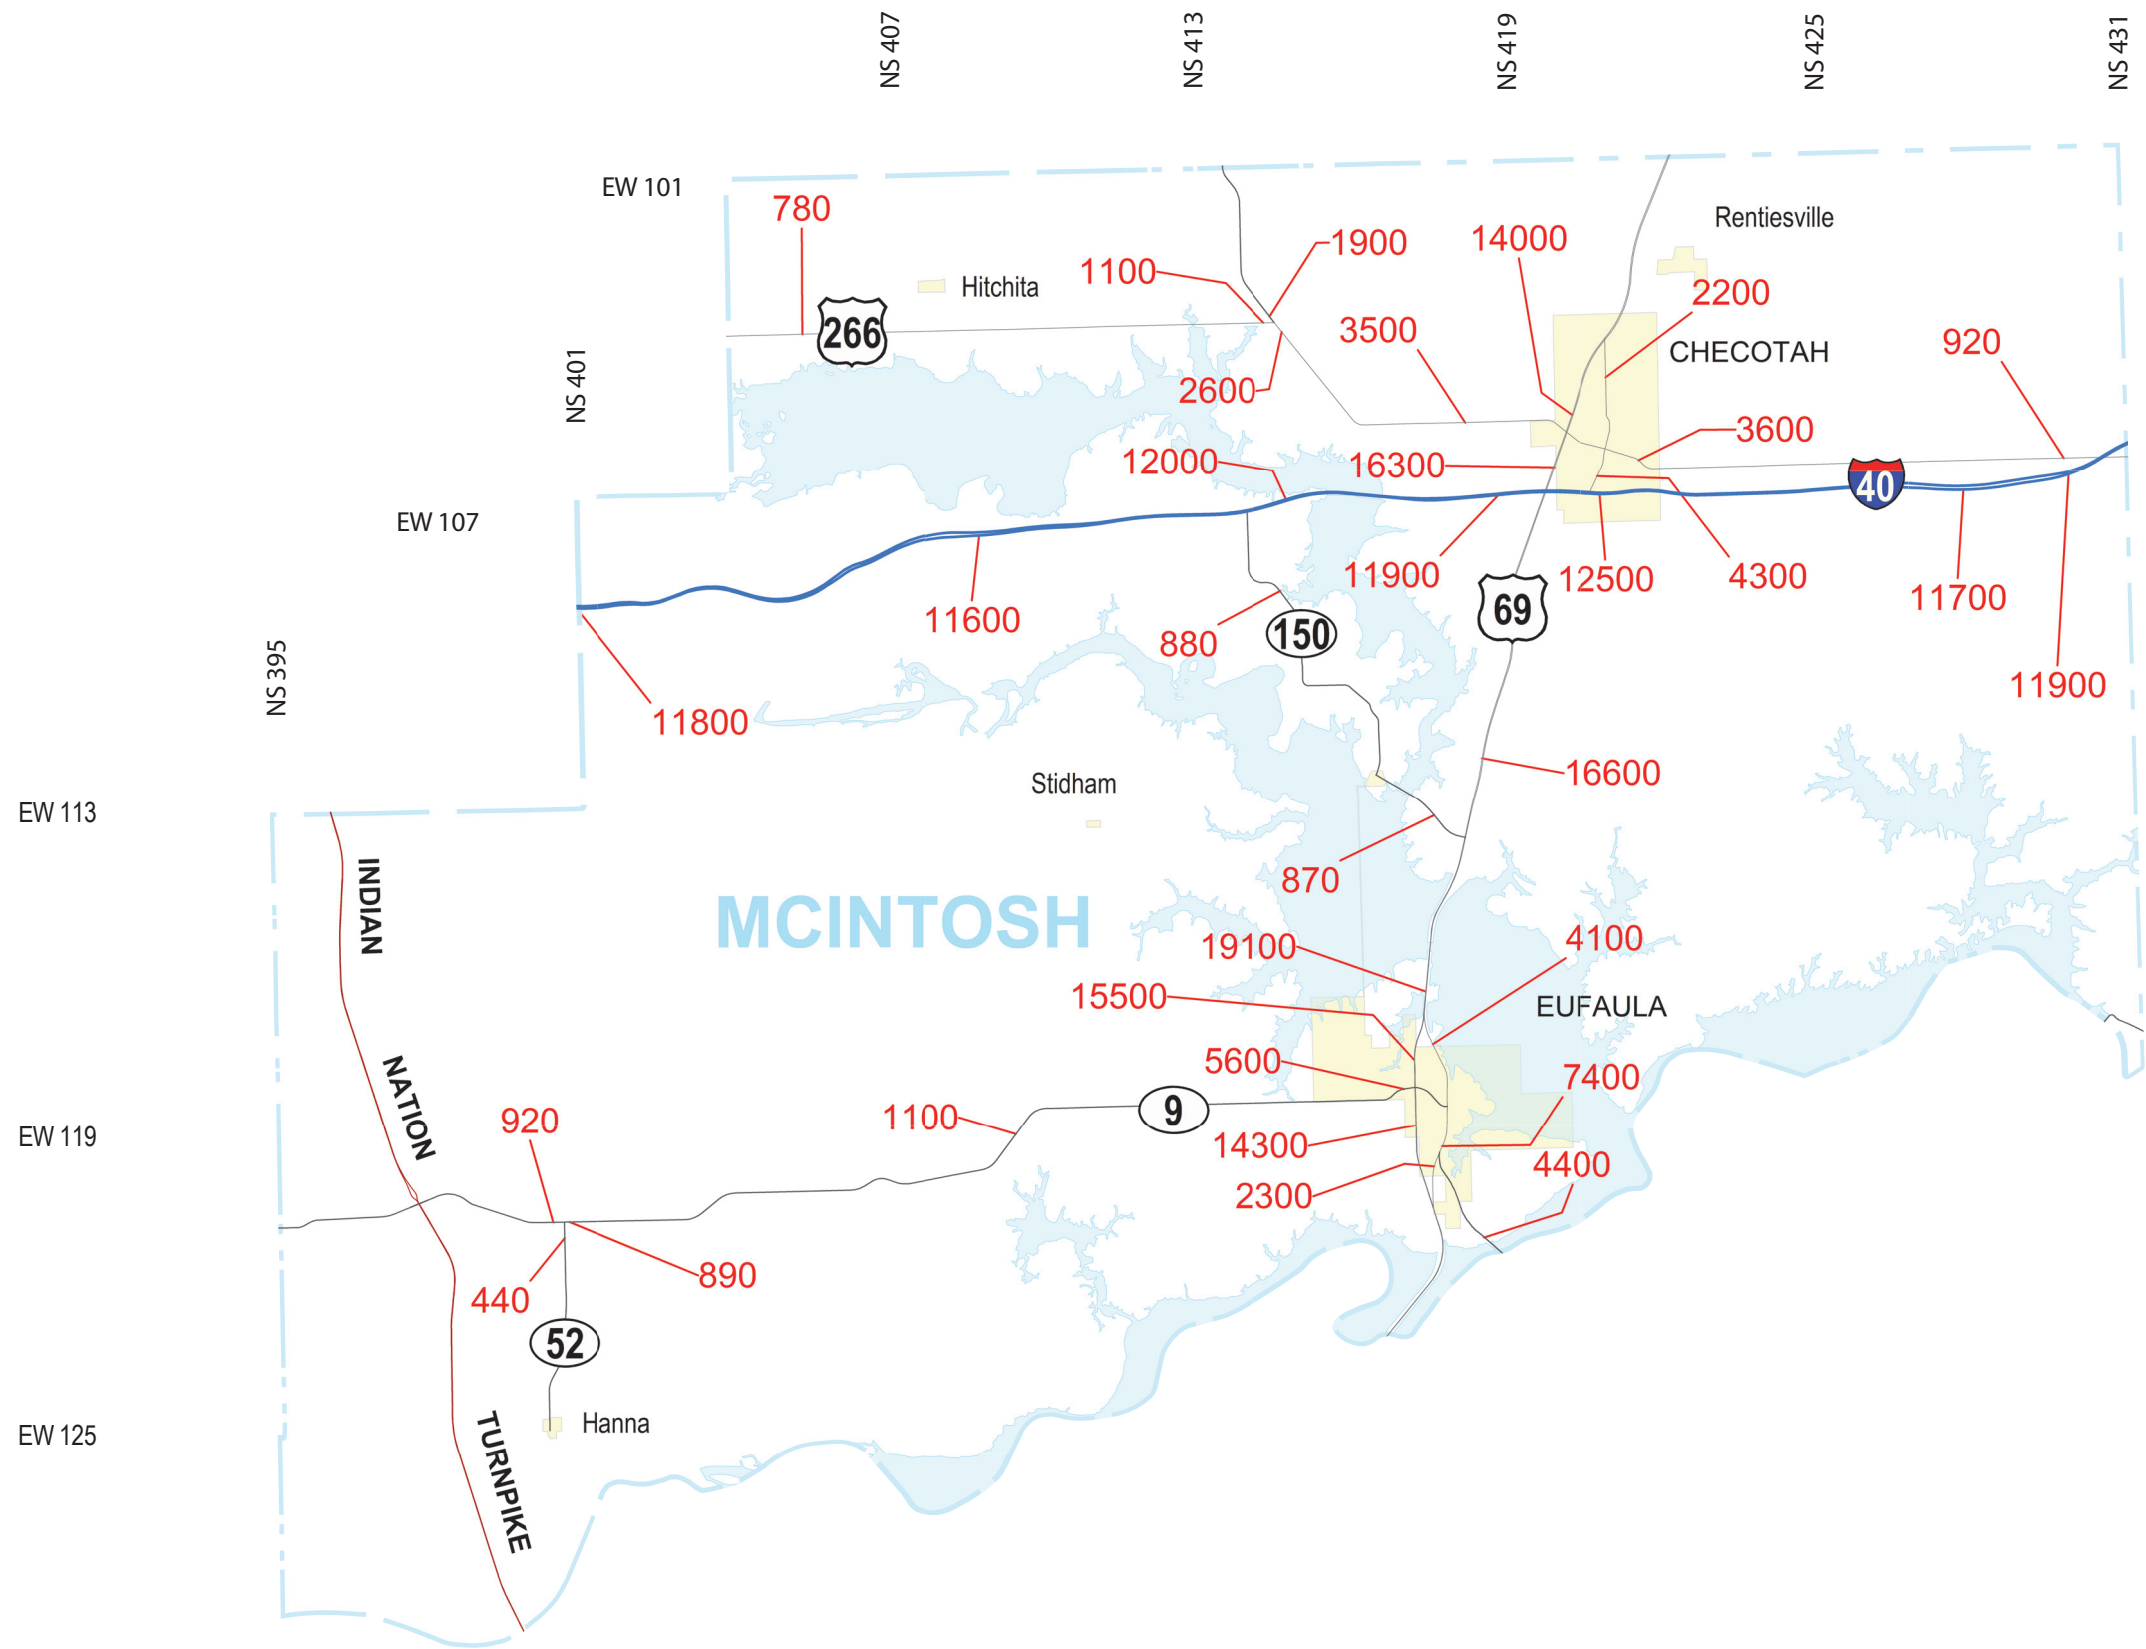 NS 407
NS 413
NS 419
NS 425
NS 431
EW 101
780
Rentiesville
1900
14000
1100
Hitchita
2200
266
3500
CHECOTAH
920
NS 401
2600
3600
12000
16300
40
EW 107
11900
12500
4300
11700
69
11600
150
880
NS 395
11900
11800
16600
Stidham
EW 113
870
INDIAN
MCINTOSH
4100
19100
15500
EUFAULA
5600
7400
NATION
9
1100
920
EW 119
14300
4400
2300
890
440
52
Hanna
EW 125
TURNPIKE